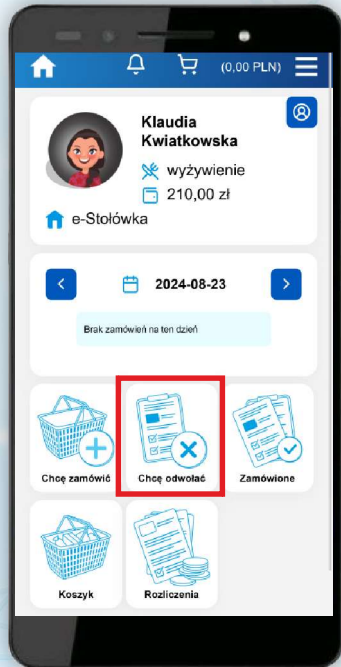 (0,00 PLN)
Klaudia
Kwiatkowska
wyżywienie
210,00 zł
e-Stołówka
2024-08-23
Brak zamówień na ten dzień
Chcę zamówić
Chcę odwołać
Zamówione
Koszyk
Rozliczenia